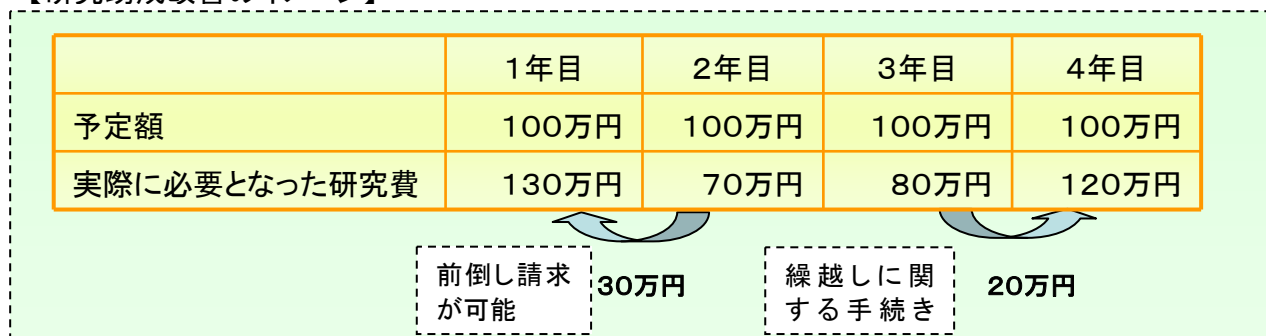 1年目 2年目 3年目 4年目
予定額 100万円 100万円 100万円 100万円
実際に必要となった研究費 130万円 70万円 80万円 120万円
前倒し請求
が可能
30万円
繰越しに関
する手続き
20万円